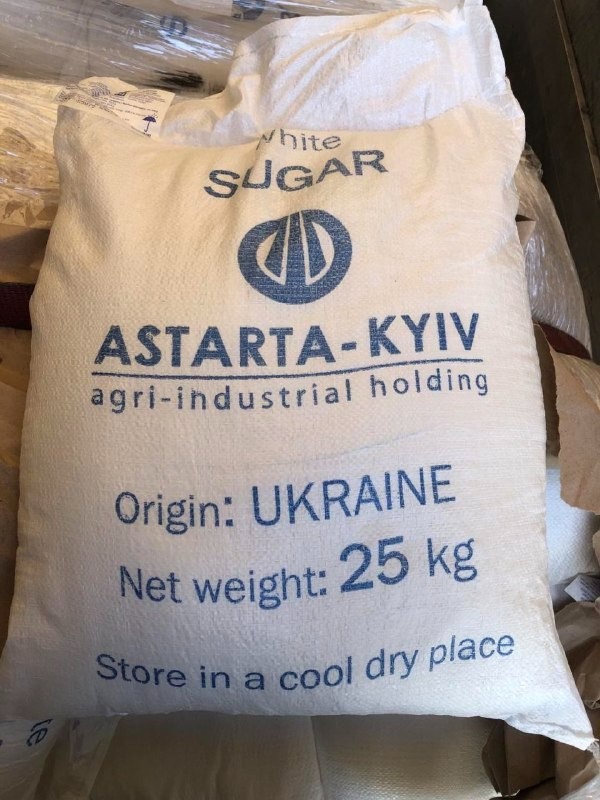 White
SUGAR
ASTARTA-KYIV
agri-industrial holding
Origin: UKRAINE
Net weight: 25 kg
Store in a cool dry place